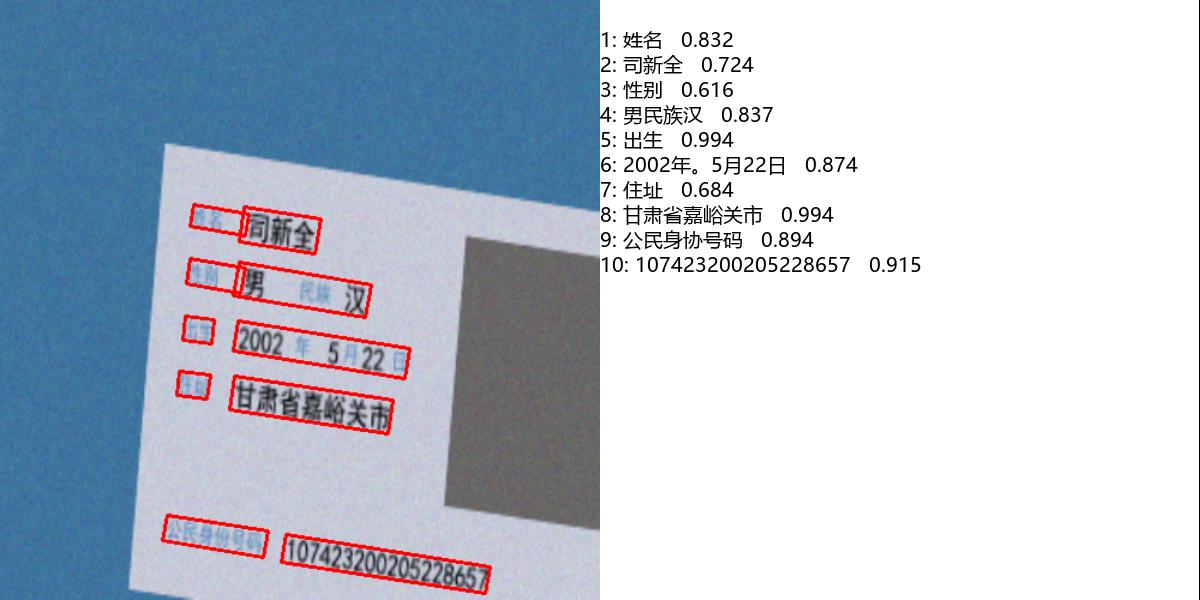 姓名 司新全
性别 男 民族 汉
出生 2002 年 5 月 22 日
住址 甘肃省嘉峪关市
公民身份号码 107423200205228657
1: 姓名 0.832
2: 司新全 0.724
3: 性别 0.616
4: 男民族汉 0.837
5: 出生 0.994
6: 2002年。5月22日 0.874
7: 住址 0.684
8: 甘肃省嘉峪关市 0.994
9: 公民身协号码 0.894
10: 107423200205228657 0.915